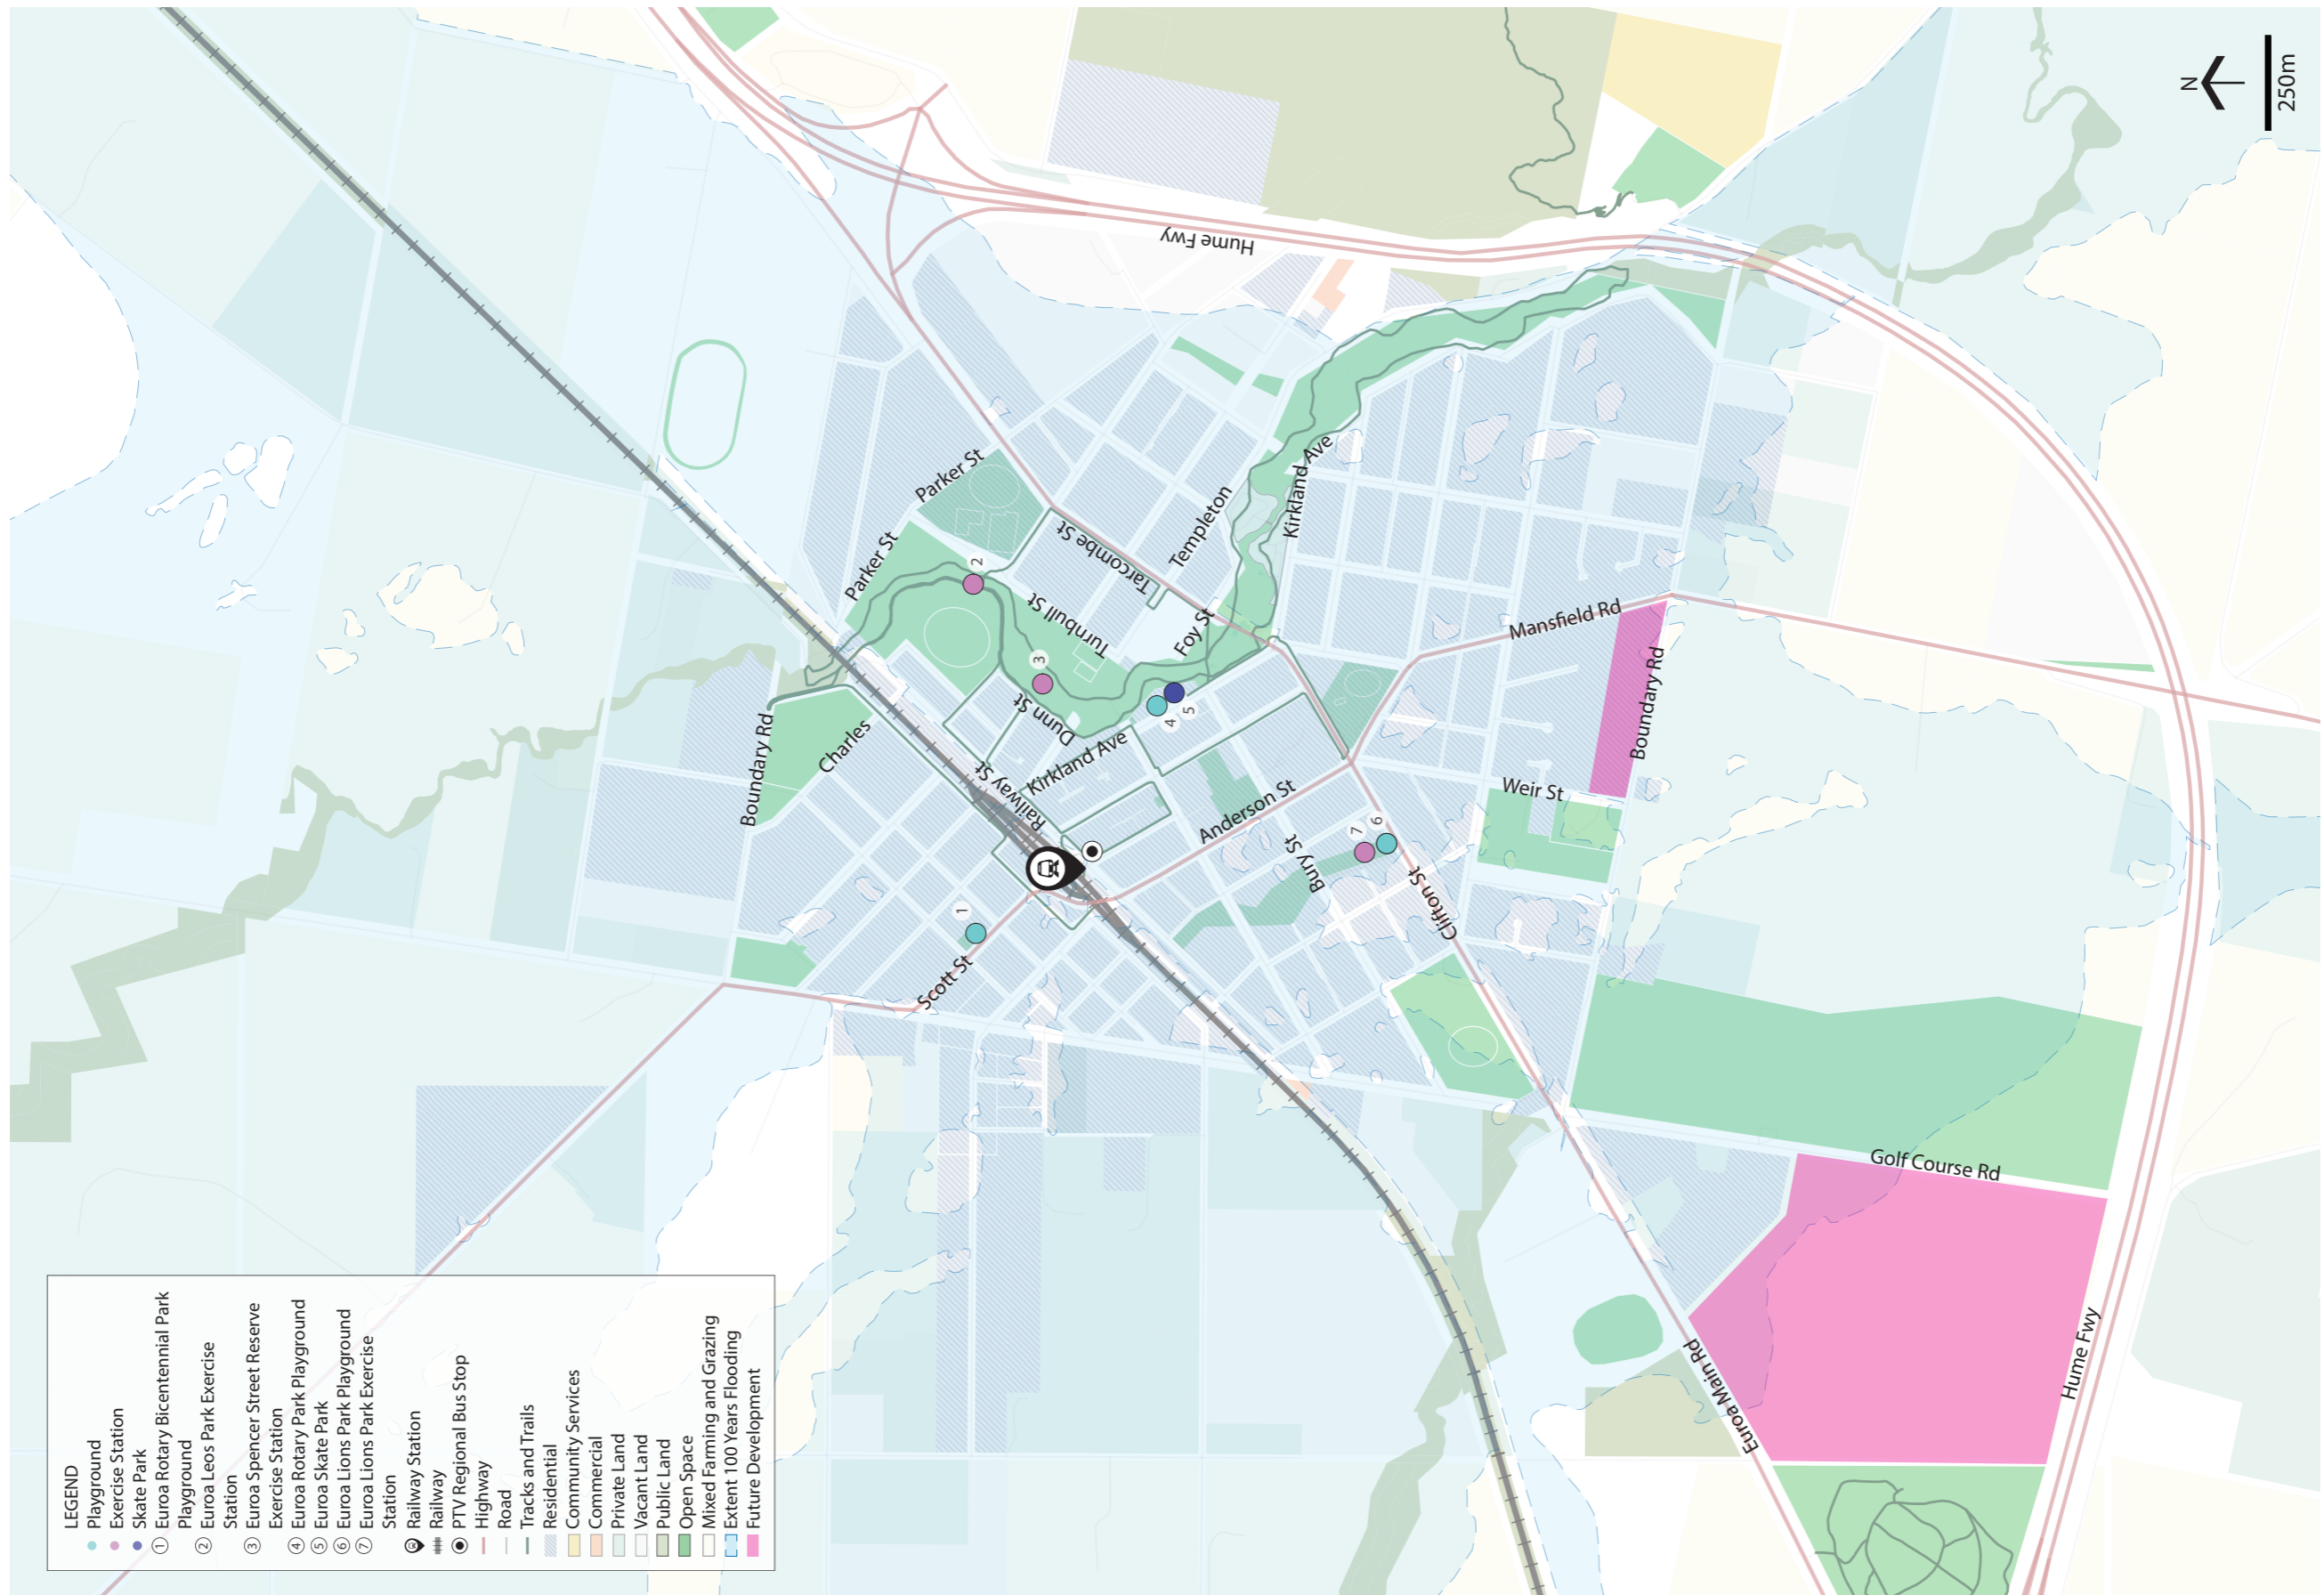 LEGEND
Playground
Exercise Station
Skate Park
1 Euroa Rotary Bicentennial Park
Playground
2 Euroa Leos Park Exercise
Station
3 Euroa Spencer Street Reserve
Exercise Station
4 Euroa Rotary Park Playground
5 Euroa Skate Park
6 Euroa Lions Park Playground
7 Euroa Lions Park Exercise
Station
Railway Station
Railway
PTV Regional Bus Stop
Highway
Road
Tracks and Trails
Residential
Community Services
Commercial
Private Land
Vacant Land
Public Land
Open Space
Mixed Farming and Grazing
Extent 100 Years Flooding
Future Development
N
250m
Hume Fwy
Parker St
Parker St
Tarcombe St
Templeton
Kirkland Ave
Turnbull St
Foy St
Dunn St
Kirkland Ave
Railway St
Boundary Rd
Charles
Scott St
Anderson St
Bury St
Clifton St
Weir St
Mansfield Rd
Boundary Rd
Golf Course Rd
Euroa Main Rd
Hume Fwy
1
2
3
4
5
6
7